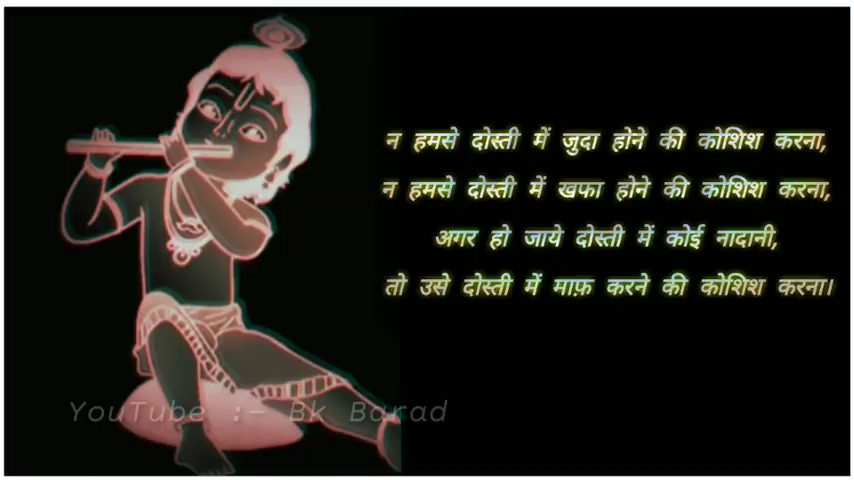 न हमसे दोस्ती में जुदा होने की कोशिश करना,
न हमसे दोस्ती में खफा होने की कोशिश करना,
अगर हो जाये दोस्ती में कोई नादानी,
तो उसे दोस्ती में माफ़ करने की कोशिश करना।
YouTube :- Bk Barad